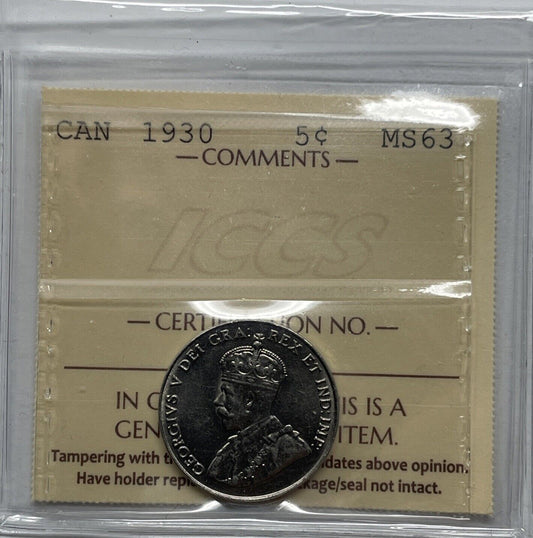 CAN 1930 5¢ MS63
— COMMENTS —
ICCS
— CERTI ON NO. —
GEORGIVS V DEI GRA: REX ET IND: IMP:
IN G IS IS A
GEN ITEM.
Tampering with t dates above opinion.
Have holder repl kage/seal not intact.